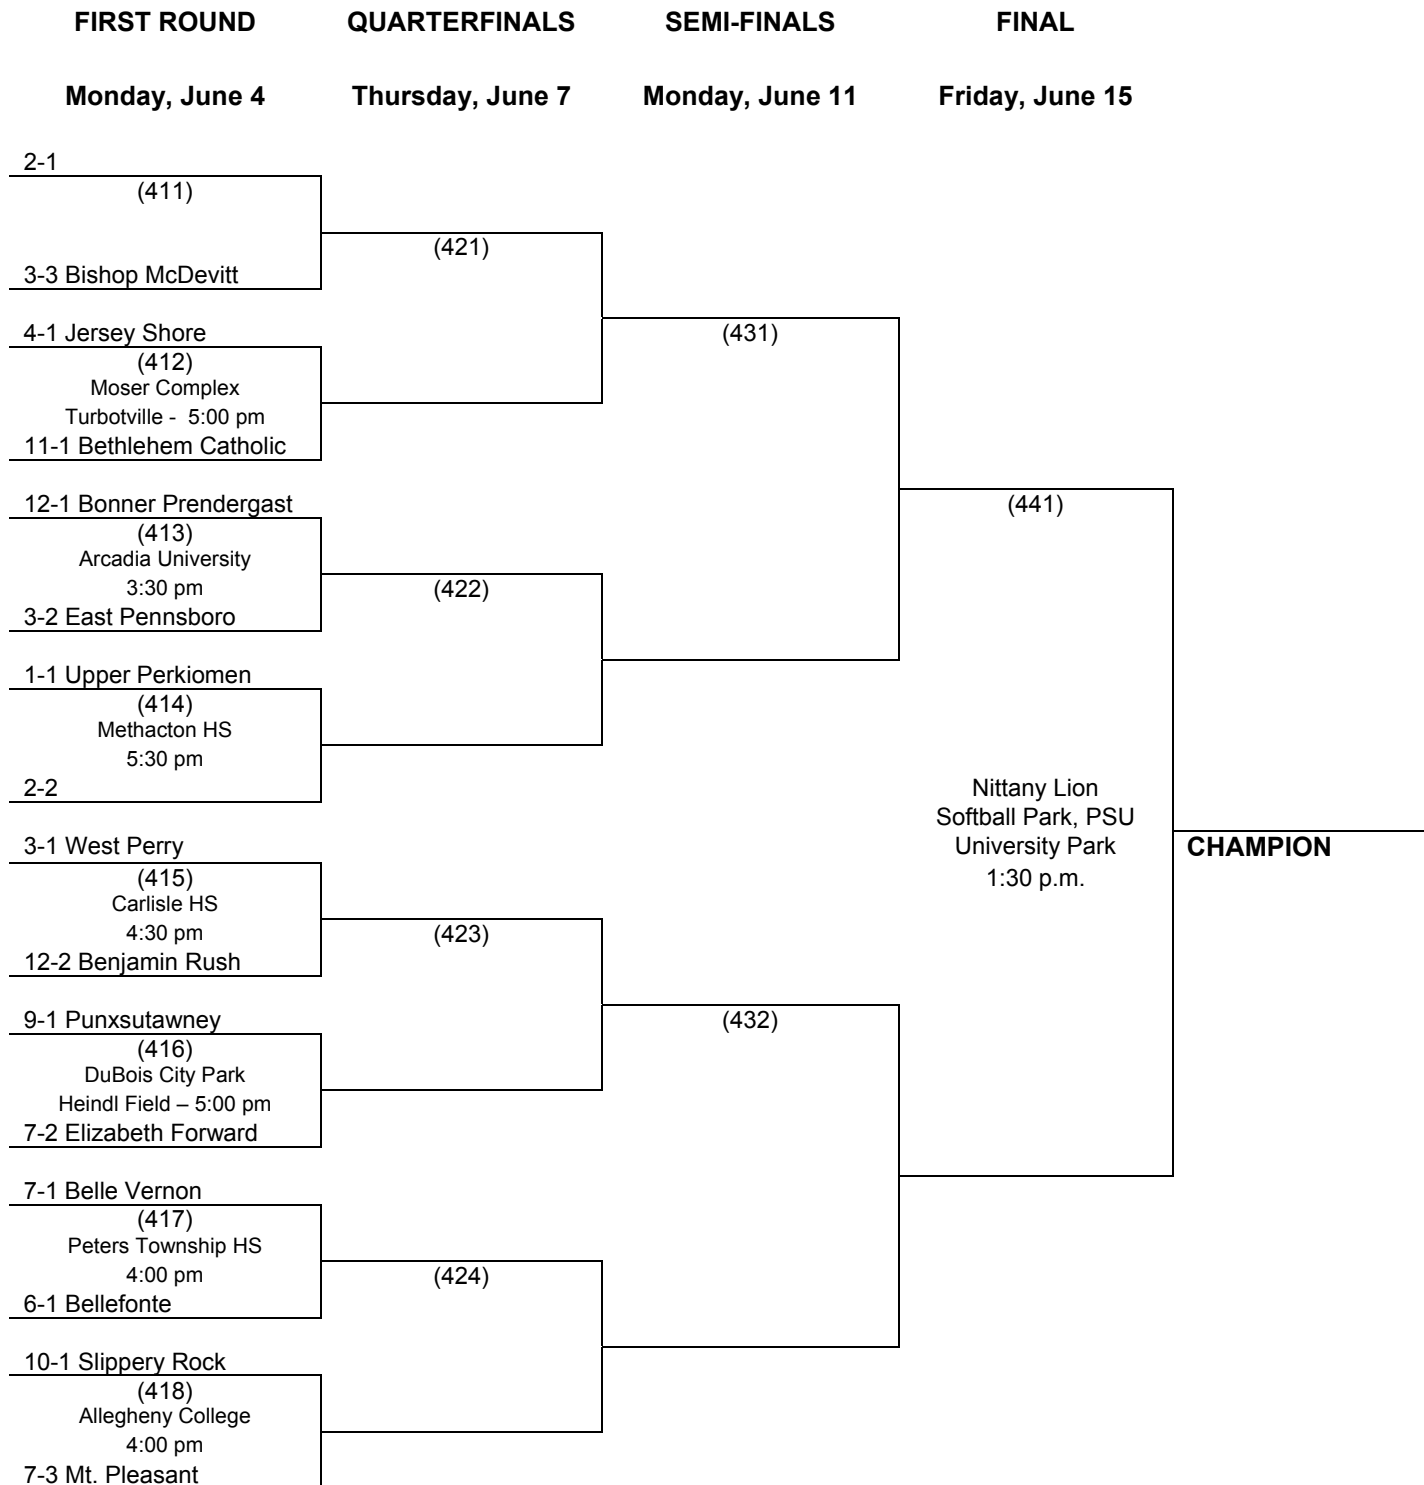 FIRST ROUND QUARTERFINALS SEMI-FINALS FINAL
Monday, June 4 Thursday, June 7 Monday, June 11 Friday, June 15
2-1
(411)
(421)
3-3 Bishop McDevitt
4-1 Jersey Shore
(431)
(412)
Moser Complex
Turbotville - 5:00 pm
11-1 Bethlehem Catholic
12-1 Bonner Prendergast
(441)
(413)
Arcadia University
3:30 pm
(422)
3-2 East Pennsboro
1-1 Upper Perkiomen
(414)
Methacton HS
5:30 pm
2-2
Nittany Lion
Softball Park, PSU
University Park
1:30 p.m.
CHAMPION
3-1 West Perry
(415)
Carlisle HS
4:30 pm
(423)
12-2 Benjamin Rush
9-1 Punxsutawney
(432)
(416)
DuBois City Park
Heindl Field – 5:00 pm
7-2 Elizabeth Forward
7-1 Belle Vernon
(417)
Peters Township HS
4:00 pm
(424)
6-1 Bellefonte
10-1 Slippery Rock
(418)
Allegheny College
4:00 pm
7-3 Mt. Pleasant